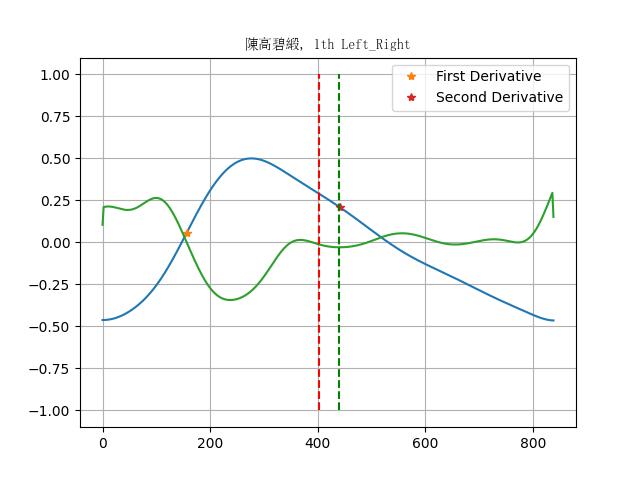 陳高碧緞, 1th Left_Right
First Derivative
Second Derivative
1.00
0.75
0.50
0.25
0.00
−0.25
−0.50
−0.75
−1.00
0 200 400 600 800